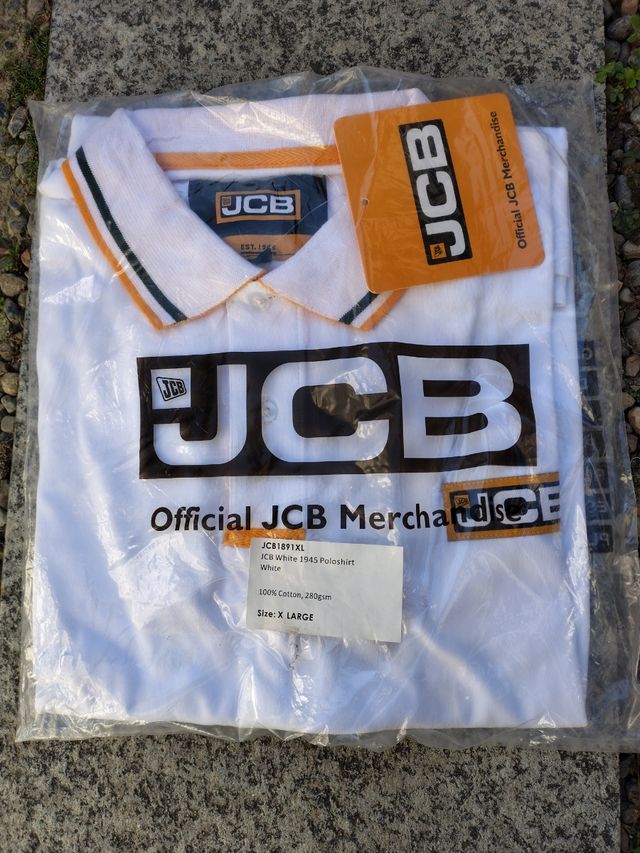 JCB
EST. 1945
JCB
Official JCB Merchandise
JCB
JCB
Official JCB Merchandise
JCB
JCB1891XL
JCB White 1945 Poloshirt
White
100% Cotton, 280gsm
Size: X LARGE